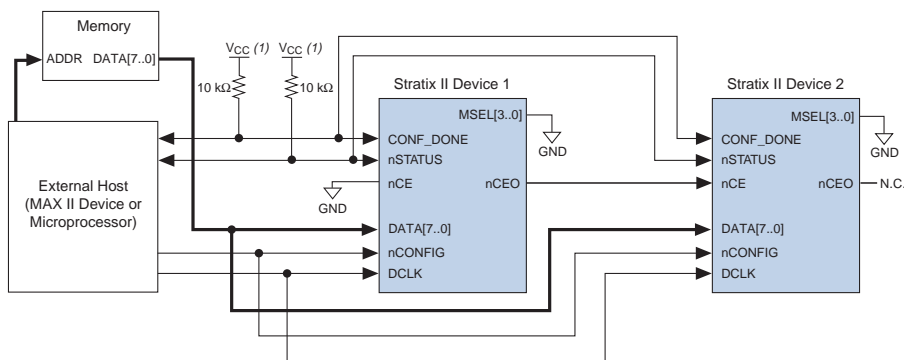 Memory
ADDR DATA[7..0]
VCC (1)
VCC (1)
10 kΩ
10 kΩ
External Host
(MAX II Device or
Microprocessor)
Stratix II Device 1
MSEL[3..0]
CONF_DONE
nSTATUS
nCE
nCEO
DATA[7..0]
nCONFIG
DCLK
GND
GND
Stratix II Device 2
MSEL[3..0]
CONF_DONE
nSTATUS
nCE
nCEO
DATA[7..0]
nCONFIG
DCLK
GND
N.C.